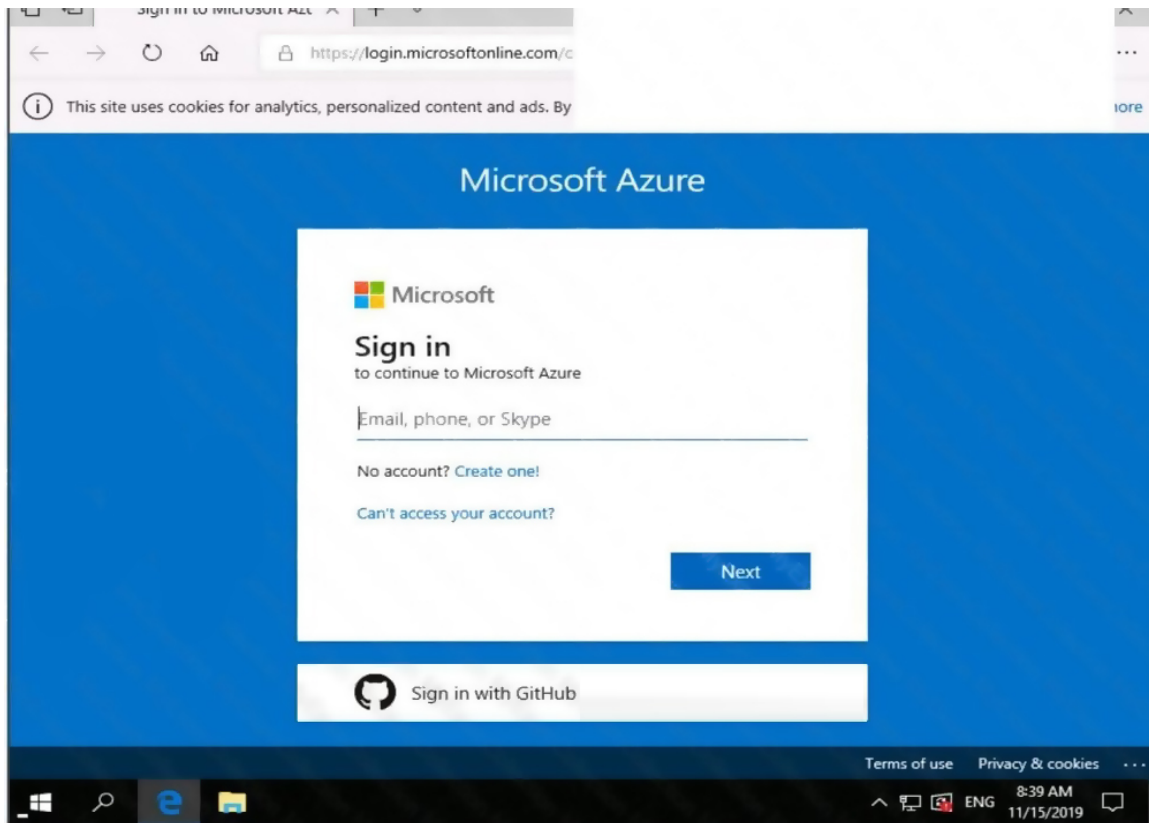 Sign in to Microsoft Azu
https://login.microsoftonline.com/
This site uses cookies for analytics, personalized content and ads. By
more
Microsoft Azure
Microsoft
Sign in
to continue to Microsoft Azure
Email, phone, or Skype
No account? Create one!
Can't access your account?
Next
Sign in with GitHub
Terms of use Privacy & cookies ...
ENG
8:39 AM
11/15/2019